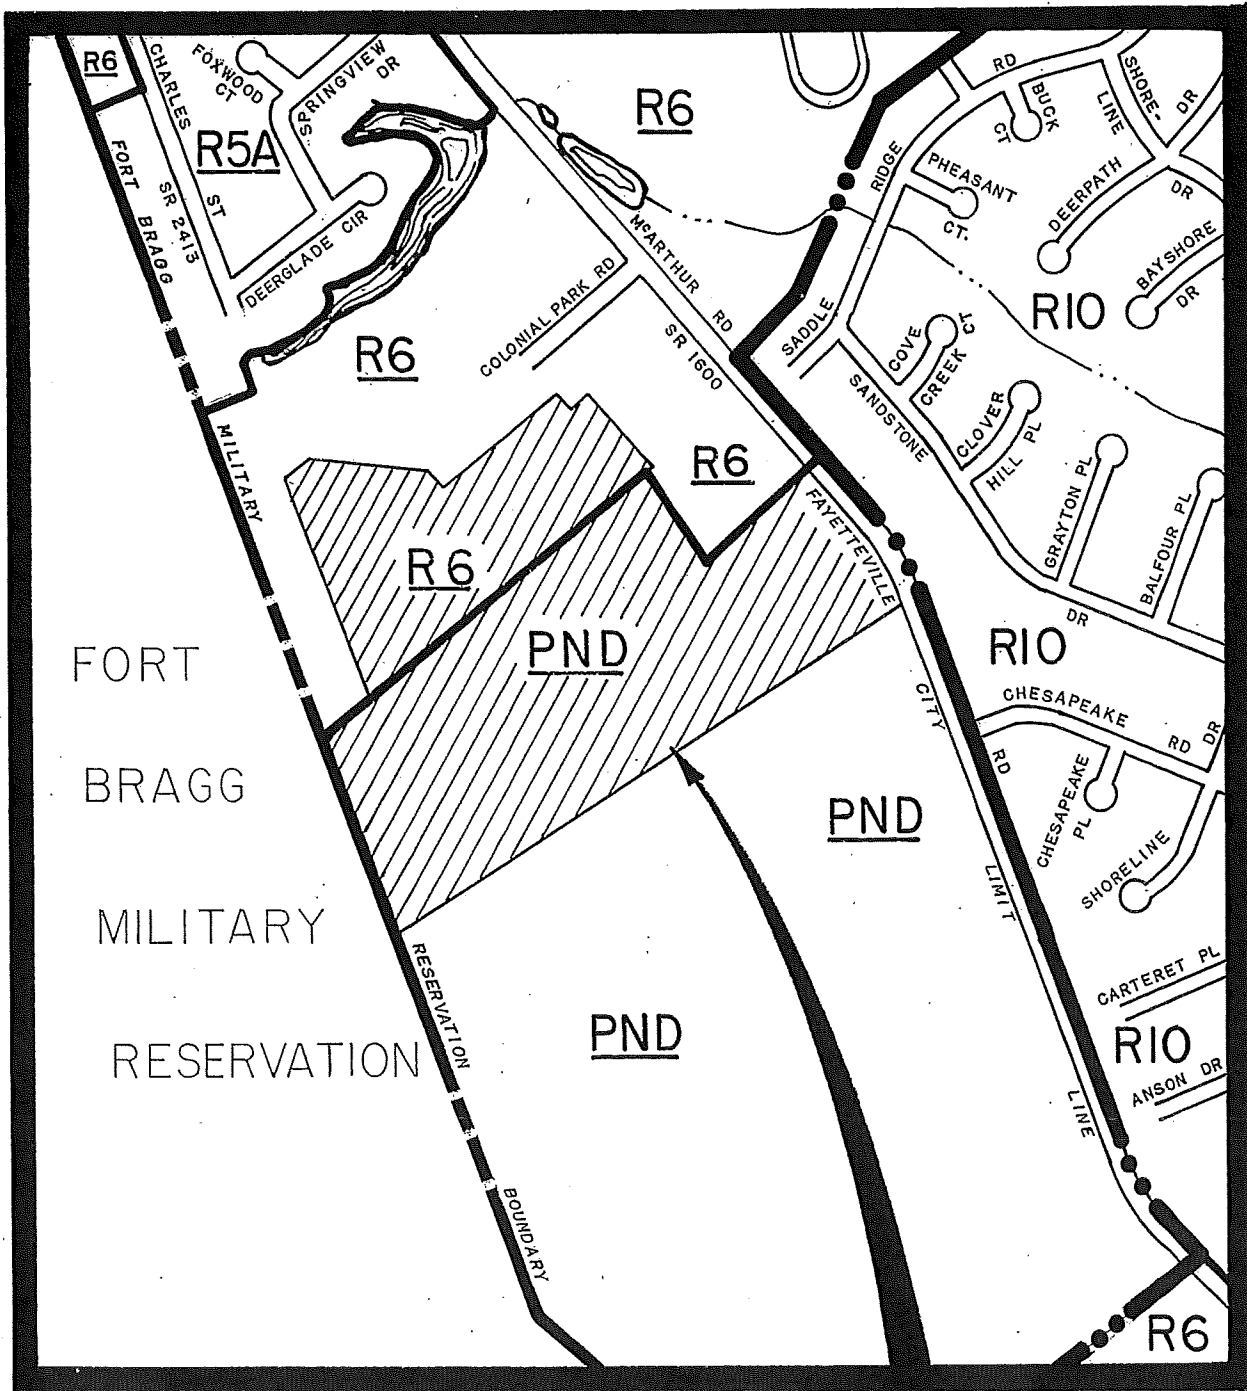 R6
CHARLES ST
SR 2413
FOXWOOD CT
SPRINGVIEW DR
R5A
DEERGLADE CIR
FORT BRAGG
MILITARY
RESERVATION
BOUNDARY
R6
McARTHUR RD
SR 1600
COLONIAL PARK RD
R6
R6
R6
PND
PND
PND
FORT
BRAGG
MILITARY
RESERVATION
FAYETTEVILLE
CITY
LIMIT
LINE
SADDLE RIDGE RD
BUCK CT
SHORE-
LINE DR
PHEASANT CT.
DEERPATH DR
BAYSHORE DR
R10
COVE CREEK CT
SANDSTONE DR
CLOVER HILL PL
GRAYTON PL
BALFOUR PL
R10
CHESAPEAKE RD
RD
DR
CHESAPEAKE PL
SHORELINE
CARTERET PL
R10
ANSON DR
R6